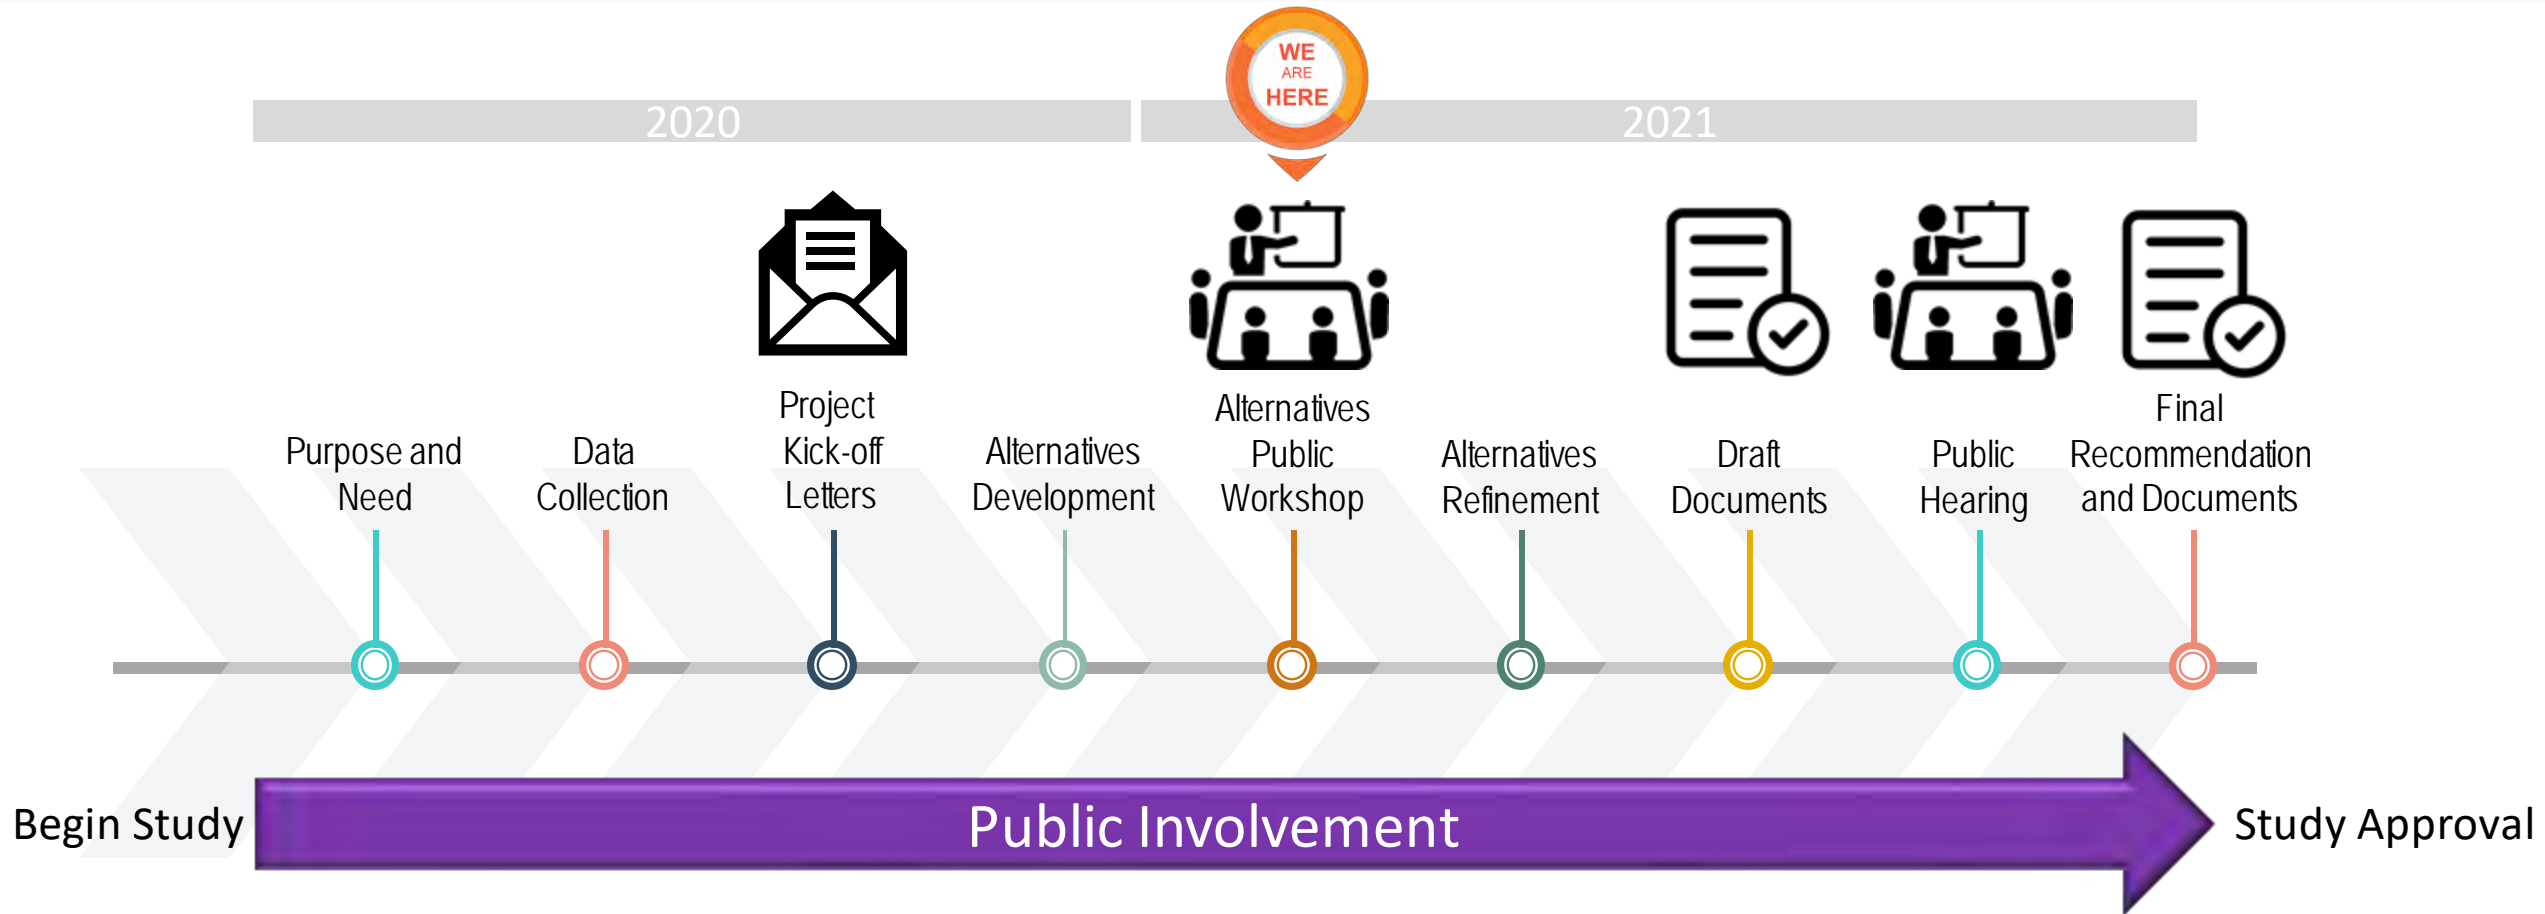 WE
ARE
HERE
2020
2021
Purpose and
Need
Data
Collection
Project
Kick-off
Letters
Alternatives
Development
Alternatives
Public
Workshop
Alternatives
Refinement
Draft
Documents
Public
Hearing
Final
Recommendation
and Documents
Begin Study
Public Involvement
Study Approval